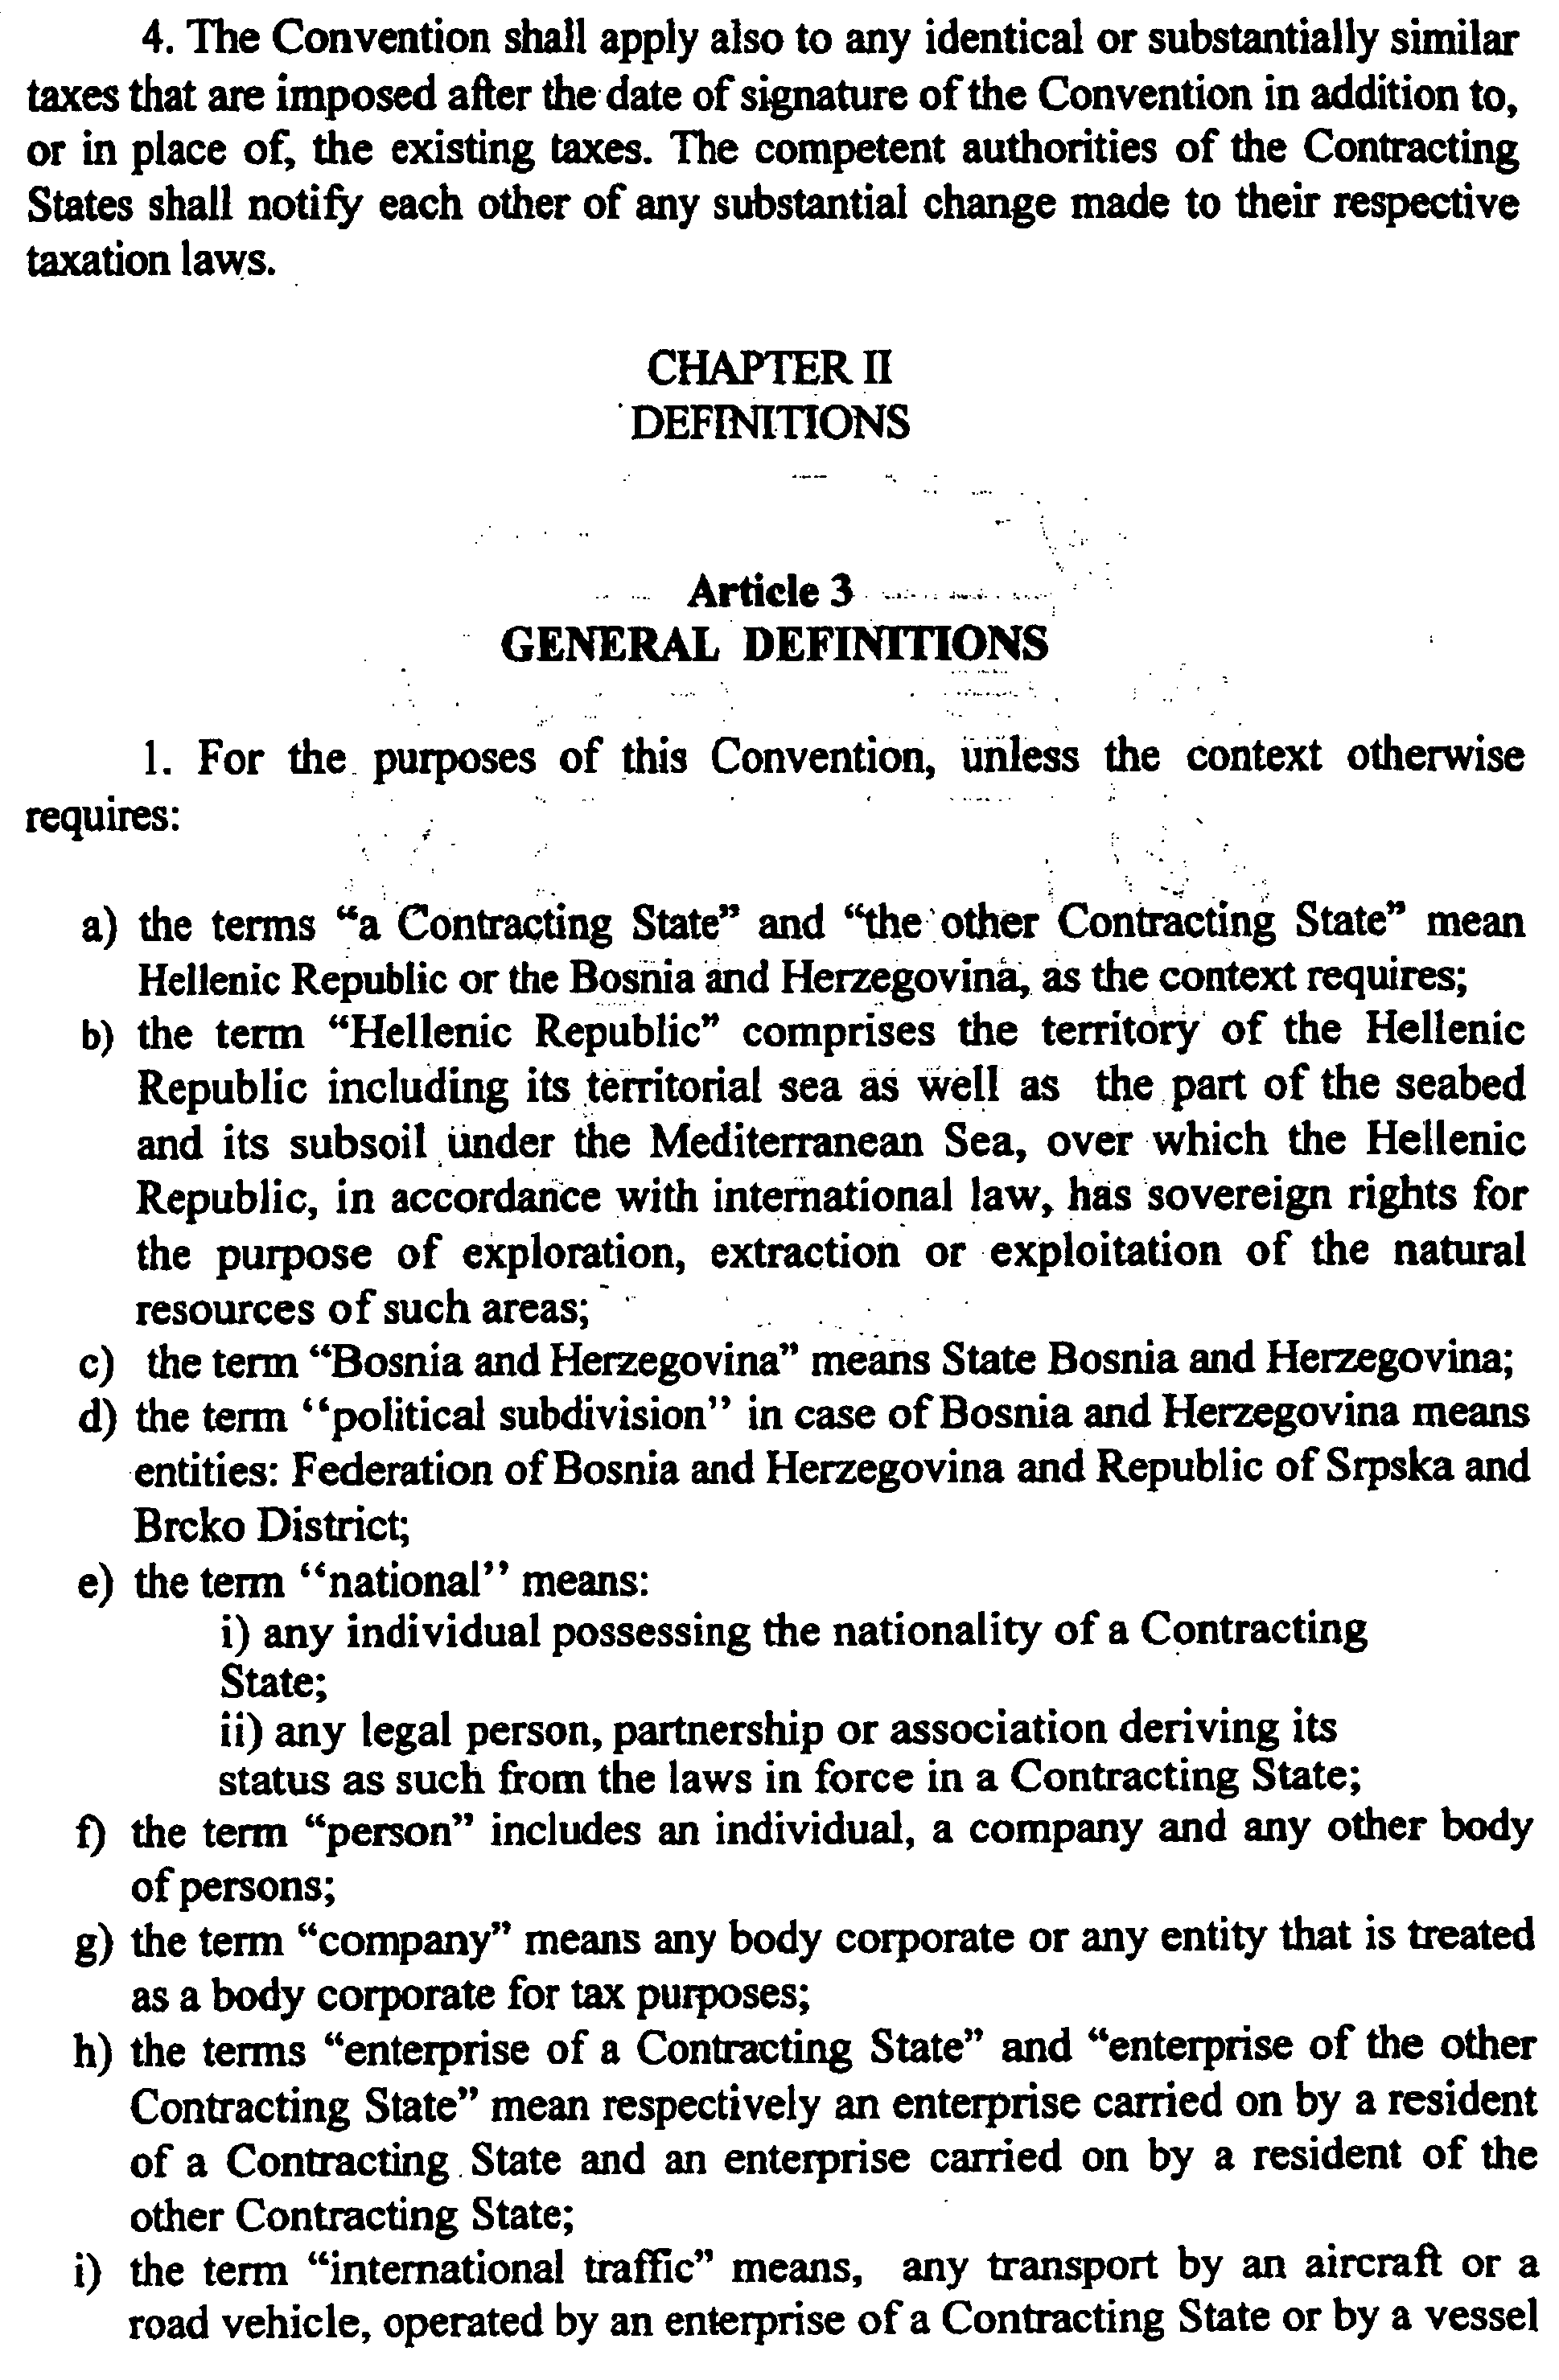 4. The Convention shall apply also to any identical or substantially similar
taxes that are imposed after the date of signature of the Convention in addition to,
or in place of, the existing taxes. The competent authorities of the Contracting
States shall notify each other of any substantial change made to their respective
taxation laws.
CHAPTER II
DEFINITIONS
Article 3
GENERAL DEFINITIONS
1. For the purposes of this Convention, unless the context otherwise
requires:
a) the terms “a Contracting State” and “the other Contracting State” mean
Hellenic Republic or the Bosnia and Herzegovina, as the context requires;
b) the term “Hellenic Republic” comprises the territory of the Hellenic
Republic including its territorial sea as well as the part of the seabed
and its subsoil under the Mediterranean Sea, over which the Hellenic
Republic, in accordance with international law, has sovereign rights for
the purpose of exploration, extraction or exploitation of the natural
resources of such areas;
c) the term “Bosnia and Herzegovina” means State Bosnia and Herzegovina;
d) the term ‘‘political subdivision’’ in case of Bosnia and Herzegovina means
entities: Federation of Bosnia and Herzegovina and Republic of Srpska and
Brcko District;
e) the term ‘‘national’’ means:
i) any individual possessing the nationality of a Contracting
State;
ii) any legal person, partnership or association deriving its
status as such from the laws in force in a Contracting State;
f) the term “person” includes an individual, a company and any other body
of persons;
g) the term “company” means any body corporate or any entity that is treated
as a body corporate for tax purposes;
h) the terms “enterprise of a Contracting State” and “enterprise of the other
Contracting State” mean respectively an enterprise carried on by a resident
of a Contracting State and an enterprise carried on by a resident of the
other Contracting State;
i) the term “international traffic” means, any transport by an aircraft or a
road vehicle, operated by an enterprise of a Contracting State or by a vessel